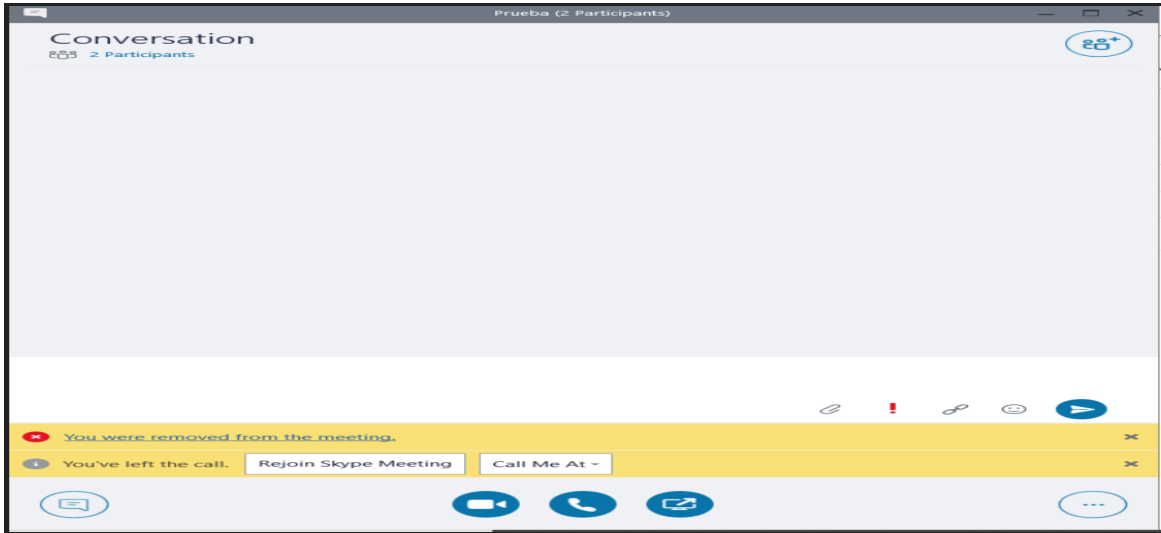 Prueba (2 Participants)
Conversation
2 Participants
You were removed from the meeting.
You've left the call. Rejoin Skype Meeting Call Me At